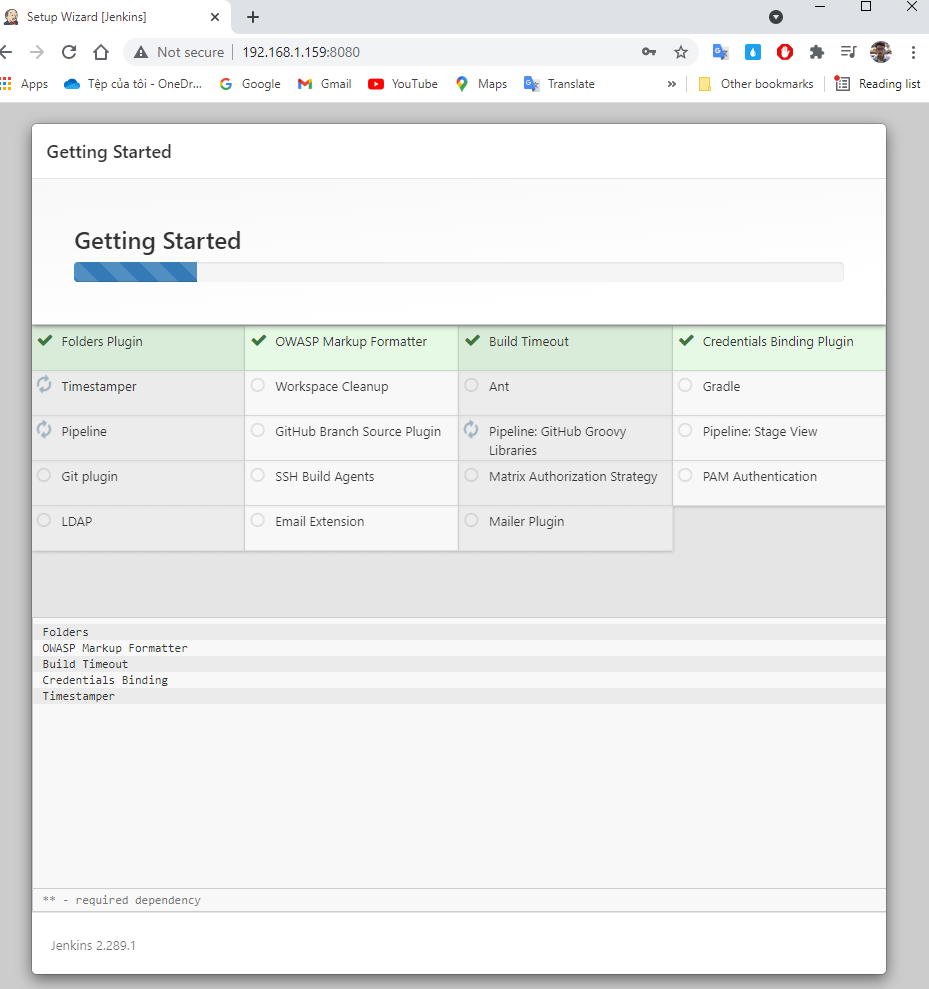 Setup Wizard [Jenkins]
Not secure
192.168.1.159:8080
Apps
Tệp của tôi - OneDr...
Google
Gmail
YouTube
Maps
Translate
»
Other bookmarks
Reading list
Getting Started
Getting Started
Folders Plugin
OWASP Markup Formatter
Build Timeout
Credentials Binding Plugin
Timestamper
Workspace Cleanup
Ant
Gradle
Pipeline
GitHub Branch Source Plugin
Pipeline: GitHub Groovy
Libraries
Pipeline: Stage View
Git plugin
SSH Build Agents
Matrix Authorization Strategy
PAM Authentication
LDAP
Email Extension
Mailer Plugin
Folders
OWASP Markup Formatter
Build Timeout
Credentials Binding
Timestamper
** - required dependency
Jenkins 2.289.1